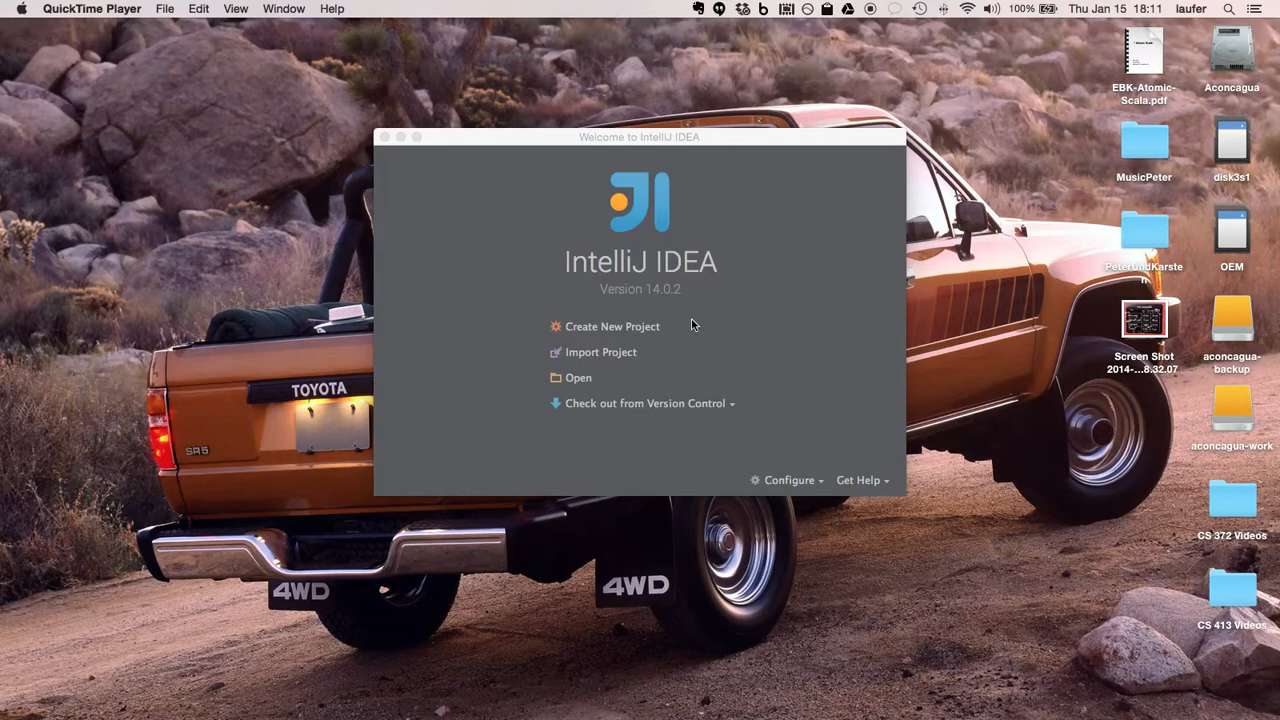 QuickTime Player File Edit View Window Help
100% Thu Jan 15 18:11 laufer
EBK-Atomic-
Scala.pdf
Aconcagua
MusicPeter
disk3s1
PeterUndKarste
n
OEM
Screen Shot
2014-...8.32.07
aconcagua-
backup
aconcagua-work
CS 372 Videos
CS 413 Videos
Welcome to IntelliJ IDEA
IntelliJ IDEA
Version 14.0.2
Create New Project
Import Project
Open
Check out from Version Control
Configure Get Help
TOYOTA
SR5
4WD
4WD